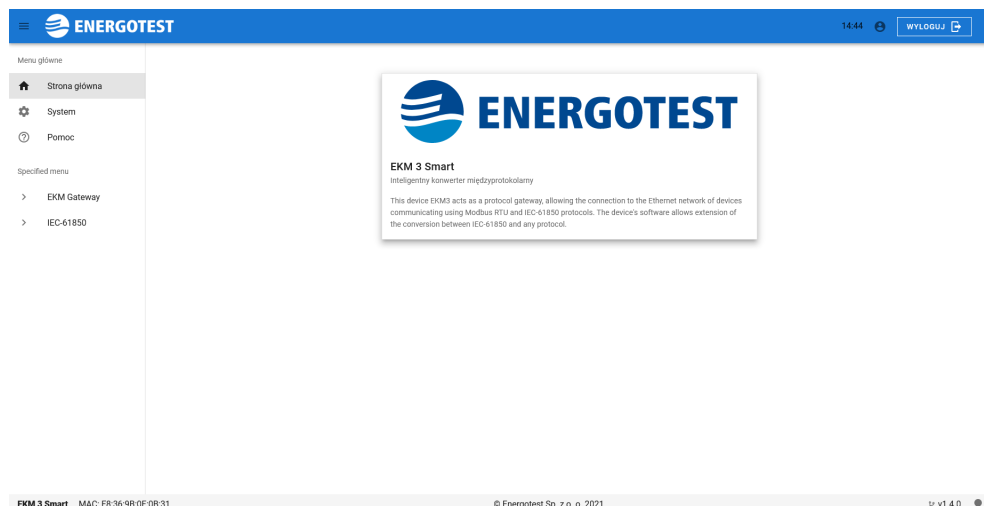 ENERGOTEST
14:44
WYLOGUJ
Menu główne
Strona główna
System
Pomoc
Specified menu
EKM Gateway
IEC-61850
ENERGOTEST
EKM 3 Smart
Inteligentny konwerter międzyprotokolarny
This device EKM3 acts as a protocol gateway, allowing the connection to the Ethernet network of devices
communicating using Modbus RTU and IEC-61850 protocols. The device's software allows extension of
the conversion between IEC-61850 and any protocol.
EKM 3 Smart MAC: F8:36:9B:0F:0B:31
© Energotest Sp. z o. o. 2021
v1.4.0